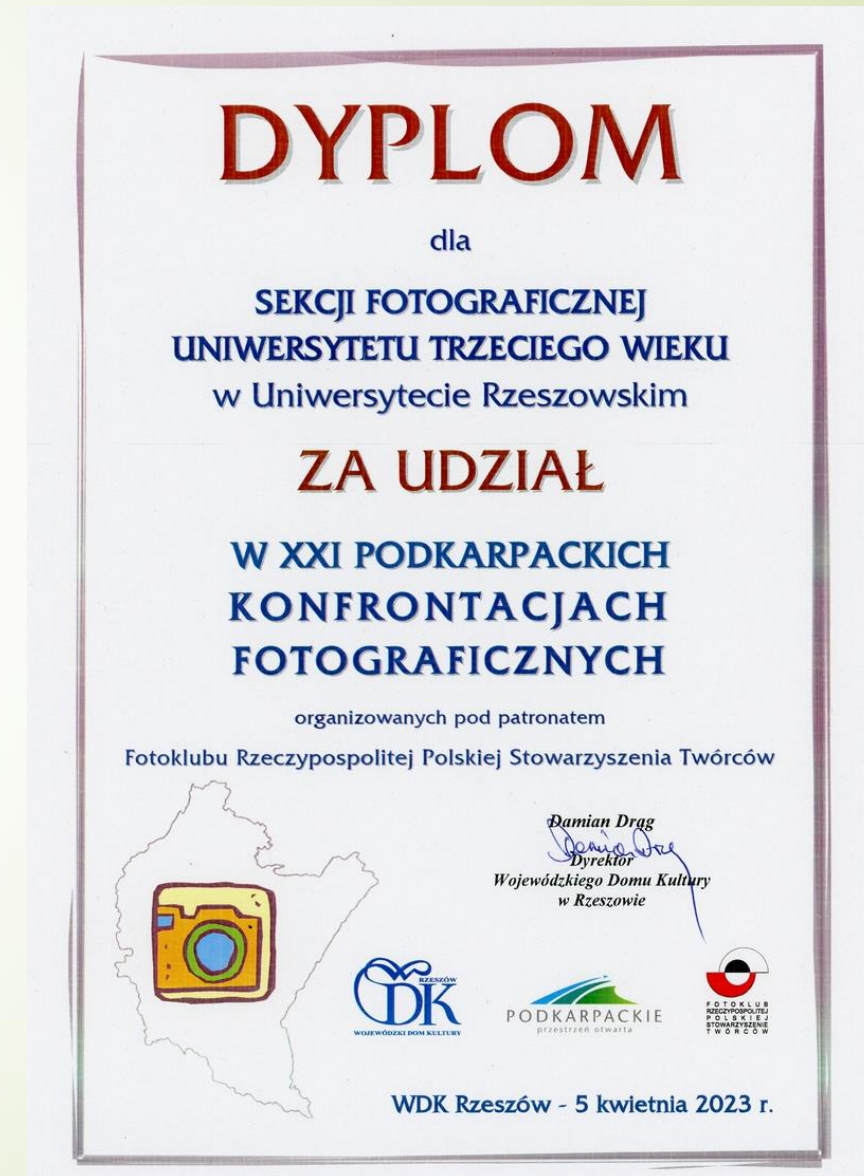 DYPLOM
dla
SEKCJI FOTOGRAFICZNEJ
UNIWERSYTETU TRZECIEGO WIEKU
w Uniwersytecie Rzeszowskim
ZA UDZIAŁ
W XXI PODKARPACKICH
KONFRONTACJACH
FOTOGRAFICZNYCH
organizowanych pod patronatem
Fotoklubu Rzeczypospolitej Polskiej Stowarzyszenia Twórców
Damian Drąg
Dyrektor
Wojewódzkiego Domu Kultury
w Rzeszowie
RZESZÓW
WDK
WOJEWÓDZKI DOM KULTURY
PODKARPACKIE
przestrzeń otwarta
FOTOKLUB
RZECZYPOSPOLITEJ
POLSKIEJ
STOWARZYSZENIE
TWÓRCÓW
WDK Rzeszów - 5 kwietnia 2023 r.